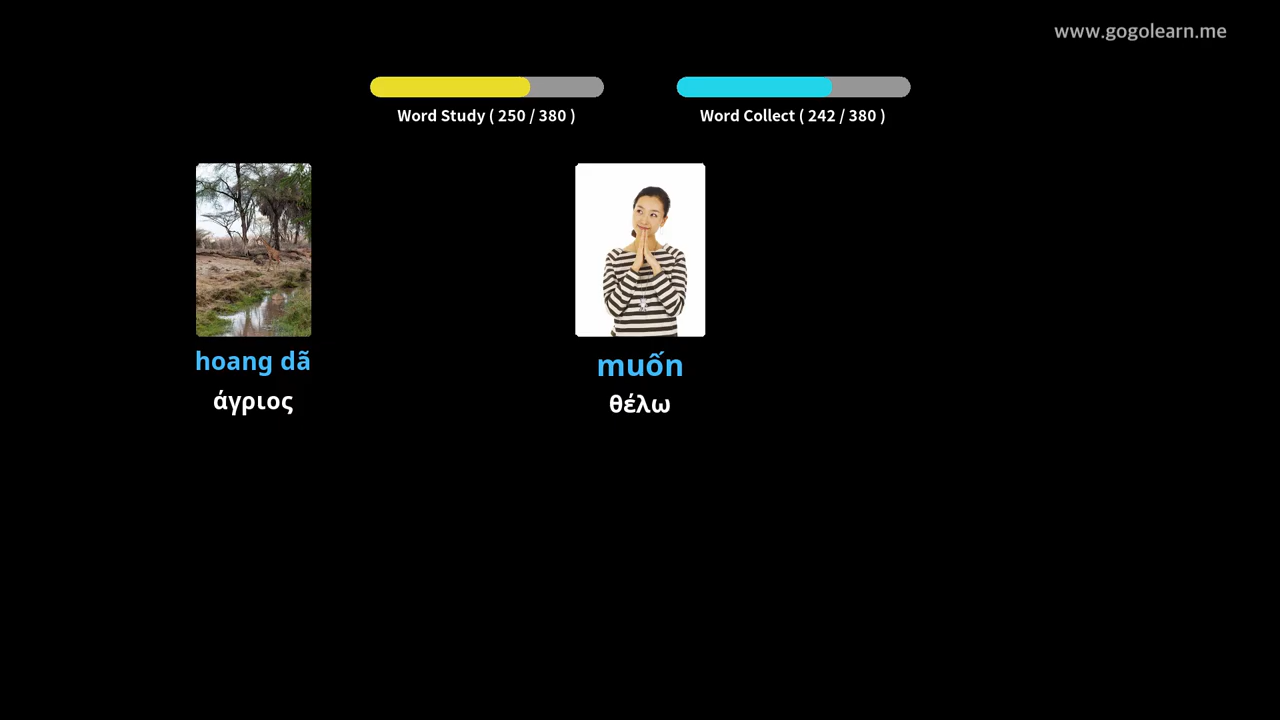 www.gogolearn.me
Word Study ( 250 / 380 )
Word Collect ( 242 / 380 )
hoang dã
άγριος
muốn
θέλω